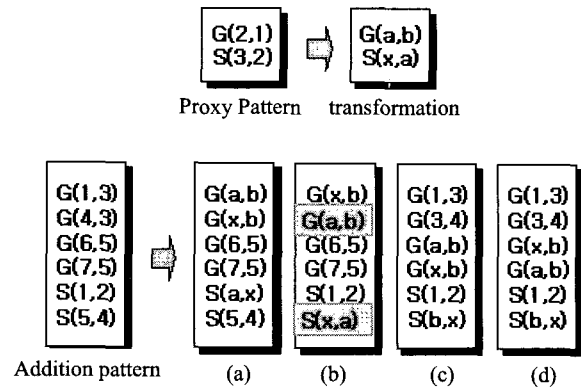 G(2,1)
S(3,2)
G(a,b)
S(x,a)
Proxy Pattern
transformation
G(1,3)
G(4,3)
G(6,5)
G(7,5)
S(1,2)
S(5,4)
Addition pattern
G(a,b)
G(x,b)
G(6,5)
G(7,5)
S(a,x)
S(5,4)
(a)
G(x,b)
G(a,b)
G(6,5)
G(7,5)
S(1,2)
S(x,a)
(b)
G(1,3)
G(3,4)
G(a,b)
G(x,b)
S(1,2)
S(b,x)
(c)
G(1,3)
G(3,4)
G(x,b)
G(a,b)
S(1,2)
S(b,x)
(d)